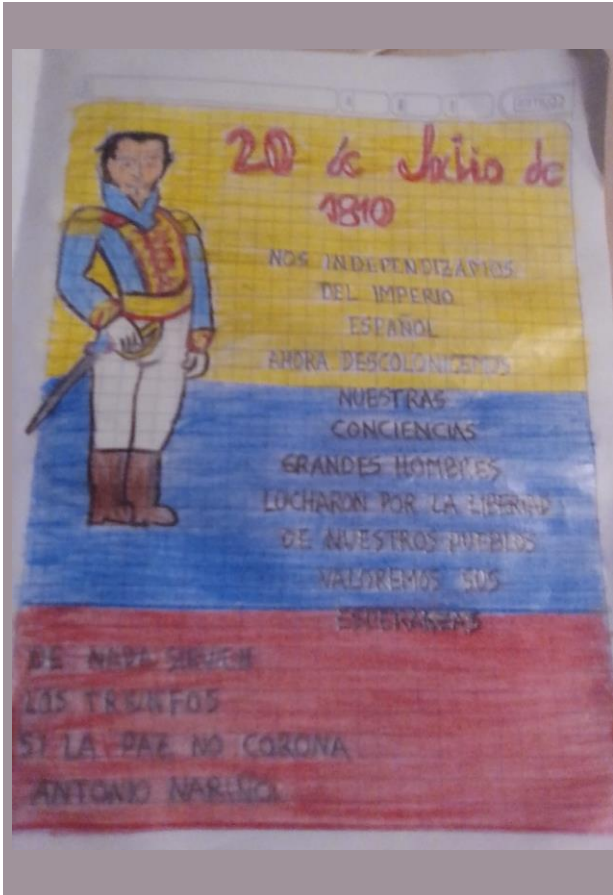 20 de Julio de
1810
NOS INDEPENDIZAMOS
DEL IMPERIO
ESPAÑOL
AHORA DESCOLONICEMOS
NUESTRAS
CONCIENCIAS
GRANDES HOMBRES
LUCHARON POR LA LIBERTAD
DE NUESTROS PUEBLOS
VALOREMOS SUS
ESPERANZAS
DE NADA SIRVEN
LOS TRIUNFOS
SI LA PAZ NO CORONA
ANTONIO NARIÑO.